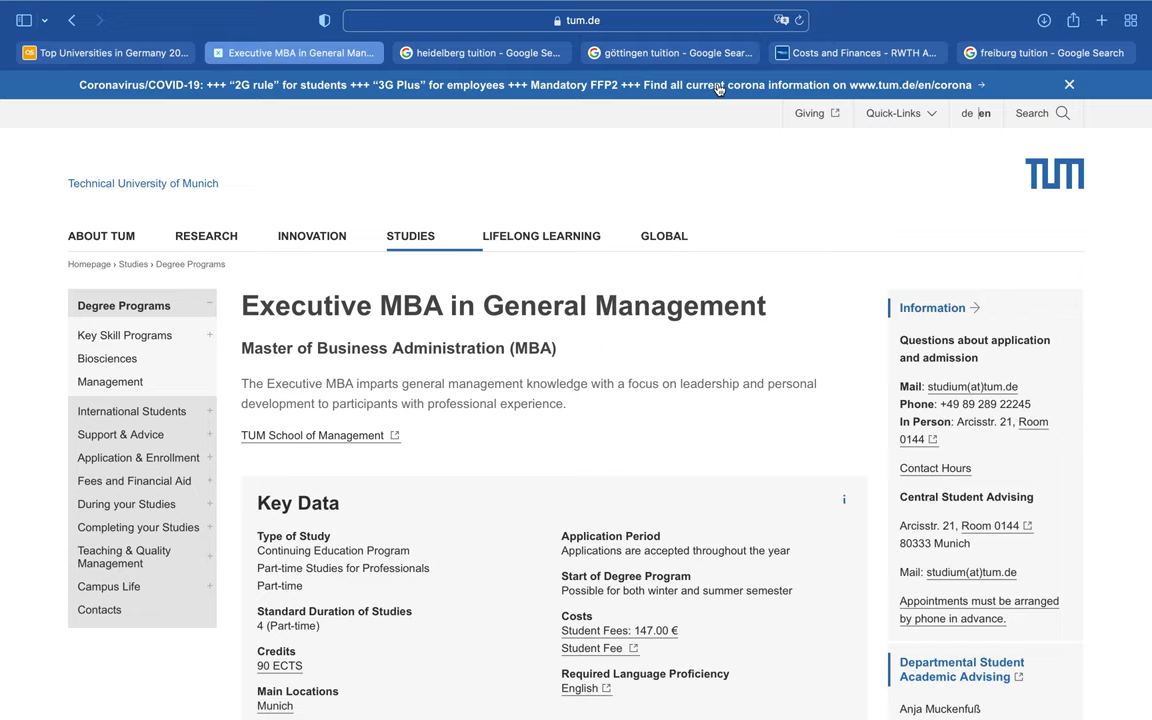 tum.de
Top Universities in Germany 20...
Executive MBA in General Man...
heidelberg tuition - Google Se...
göttingen tuition - Google Sear...
Costs and Finances - RWTH A...
freiburg tuition - Google Search
Coronavirus/COVID-19: +++ “2G rule” for students +++ “3G Plus” for employees +++ Mandatory FFP2 +++ Find all current corona information on www.tum.de/en/corona →
Giving
Quick-Links
de en
Search
Technical University of Munich
TUM
ABOUT TUM
RESEARCH
INNOVATION
STUDIES
LIFELONG LEARNING
GLOBAL
Homepage › Studies › Degree Programs
Degree Programs
Key Skill Programs
Biosciences
Management
International Students
Support & Advice
Application & Enrollment
Fees and Financial Aid
During your Studies
Completing your Studies
Teaching & Quality
Management
Campus Life
Contacts
Executive MBA in General Management
Master of Business Administration (MBA)
The Executive MBA imparts general management knowledge with a focus on leadership and personal
development to participants with professional experience.
TUM School of Management
Key Data
i
Type of Study
Continuing Education Program
Part-time Studies for Professionals
Part-time
Standard Duration of Studies
4 (Part-time)
Credits
90 ECTS
Main Locations
Munich
Application Period
Applications are accepted throughout the year
Start of Degree Program
Possible for both winter and summer semester
Costs
Student Fees: 147.00 €
Student Fee
Required Language Proficiency
English
Information →
Questions about application
and admission
Mail: studium(at)tum.de
Phone: +49 89 289 22245
In Person: Arcisstr. 21, Room
0144
Contact Hours
Central Student Advising
Arcisstr. 21, Room 0144
80333 Munich
Mail: studium(at)tum.de
Appointments must be arranged
by phone in advance.
Departmental Student
Academic Advising
Anja Muckenfuß